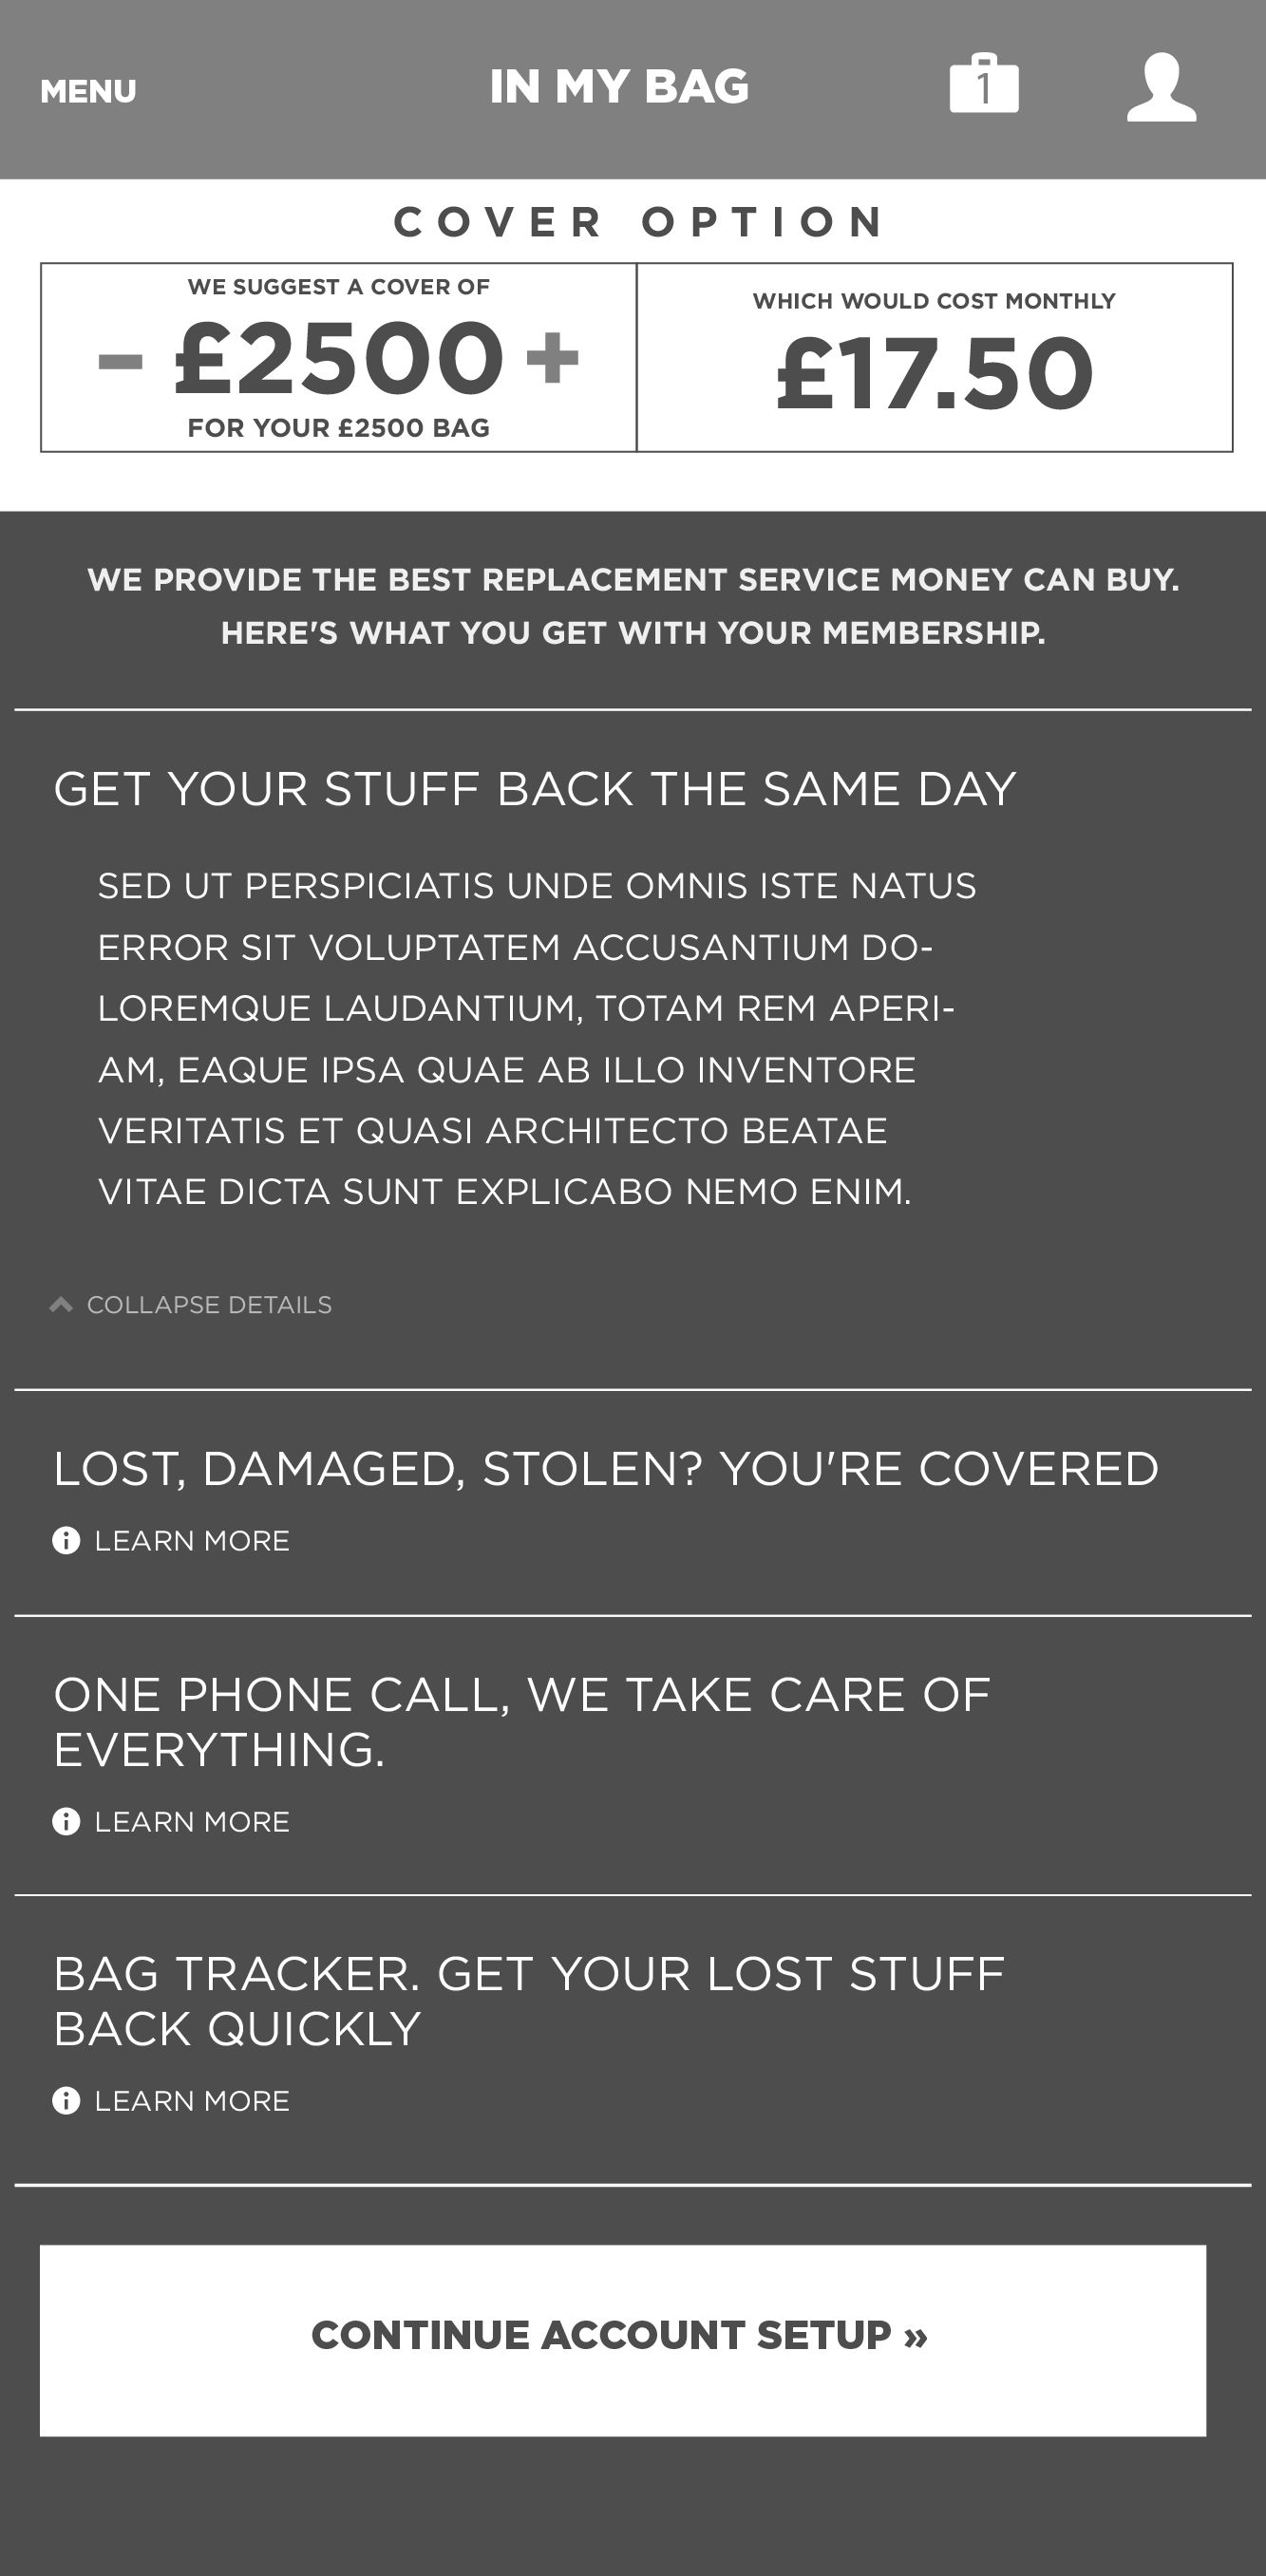 MENU
IN MY BAG
1
COVER OPTION
WE SUGGEST A COVER OF
- £2500 +
FOR YOUR £2500 BAG
WHICH WOULD COST MONTHLY
£17.50
WE PROVIDE THE BEST REPLACEMENT SERVICE MONEY CAN BUY.
HERE'S WHAT YOU GET WITH YOUR MEMBERSHIP.
GET YOUR STUFF BACK THE SAME DAY
SED UT PERSPICIATIS UNDE OMNIS ISTE NATUS
ERROR SIT VOLUPTATEM ACCUSANTIUM DO-
LOREMQUE LAUDANTIUM, TOTAM REM APERI-
AM, EAQUE IPSA QUAE AB ILLO INVENTORE
VERITATIS ET QUASI ARCHITECTO BEATAE
VITAE DICTA SUNT EXPLICABO NEMO ENIM.
COLLAPSE DETAILS
LOST, DAMAGED, STOLEN? YOU'RE COVERED
LEARN MORE
ONE PHONE CALL, WE TAKE CARE OF
EVERYTHING.
LEARN MORE
BAG TRACKER. GET YOUR LOST STUFF
BACK QUICKLY
LEARN MORE
CONTINUE ACCOUNT SETUP »